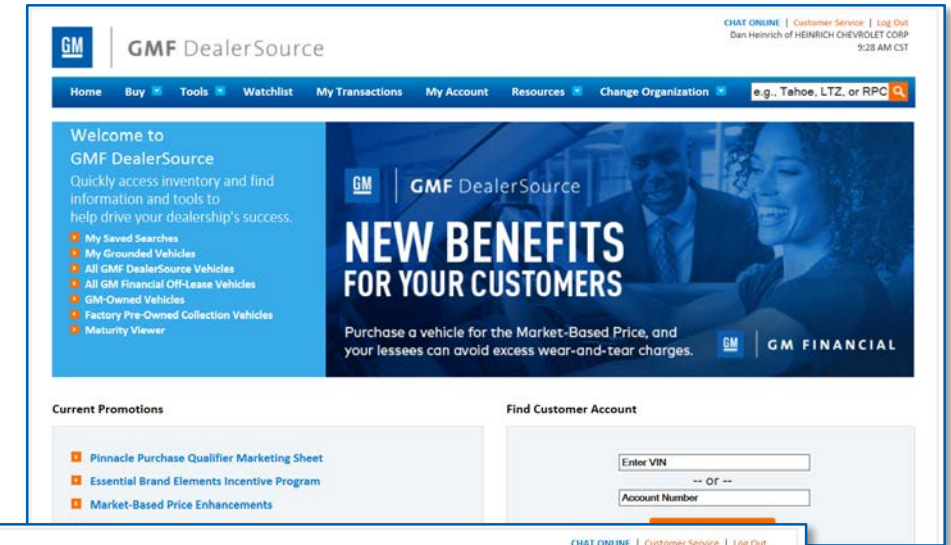 CHAT ONLINE | Customer Service | Log Out
Dan Heinrich of HEINRICH CHEVROLET CORP
9:28 AM CST
GM
GMF DealerSource
Home Buy Tools Watchlist My Transactions My Account Resources Change Organization e.g., Tahoe, LTZ, or RPC
Welcome to
GMF DealerSource
Quickly access inventory and find
information and tools to
help drive your dealership's success.
My Saved Searches
My Grounded Vehicles
All GMF DealerSource Vehicles
All GM Financial Off-Lease Vehicles
GM-Owned Vehicles
Factory Pre-Owned Collection Vehicles
Maturity Viewer
GM GMF DealerSource
NEW BENEFITS
FOR YOUR CUSTOMERS
Purchase a vehicle for the Market-Based Price, and
your lessees can avoid excess wear-and-tear charges.
GM GM FINANCIAL
Current Promotions
Pinnacle Purchase Qualifier Marketing Sheet
Essential Brand Elements Incentive Program
Market-Based Price Enhancements
Find Customer Account
Enter VIN
-- or --
Account Number
CHAT ONLINE | Customer Service | Log Out